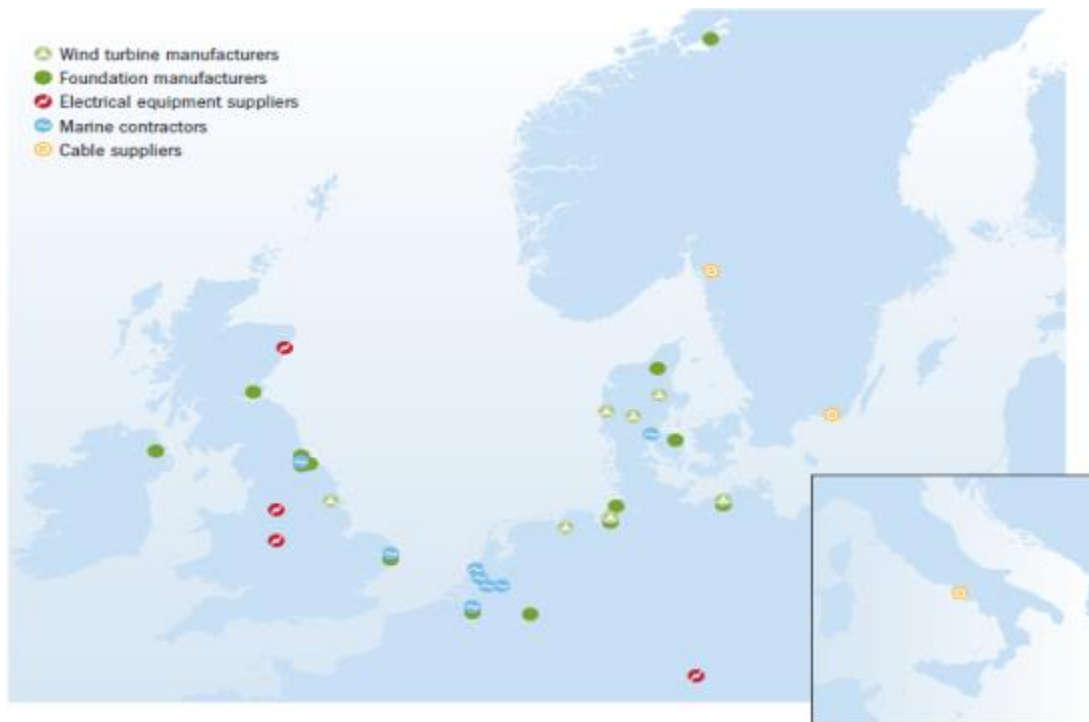 Wind turbine manufacturers
Foundation manufacturers
Electrical equipment suppliers
Marine contractors
Cable suppliers